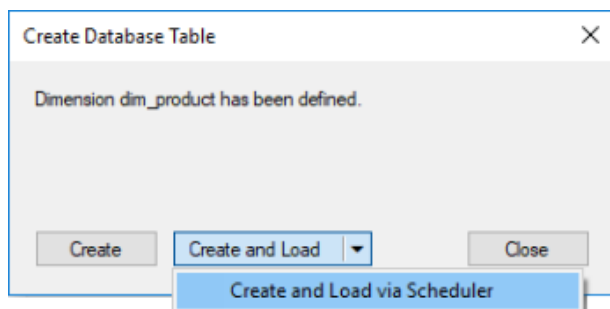 Create Database Table
Dimension dim_product has been defined.
Create Create and Load Close
Create and Load via Scheduler